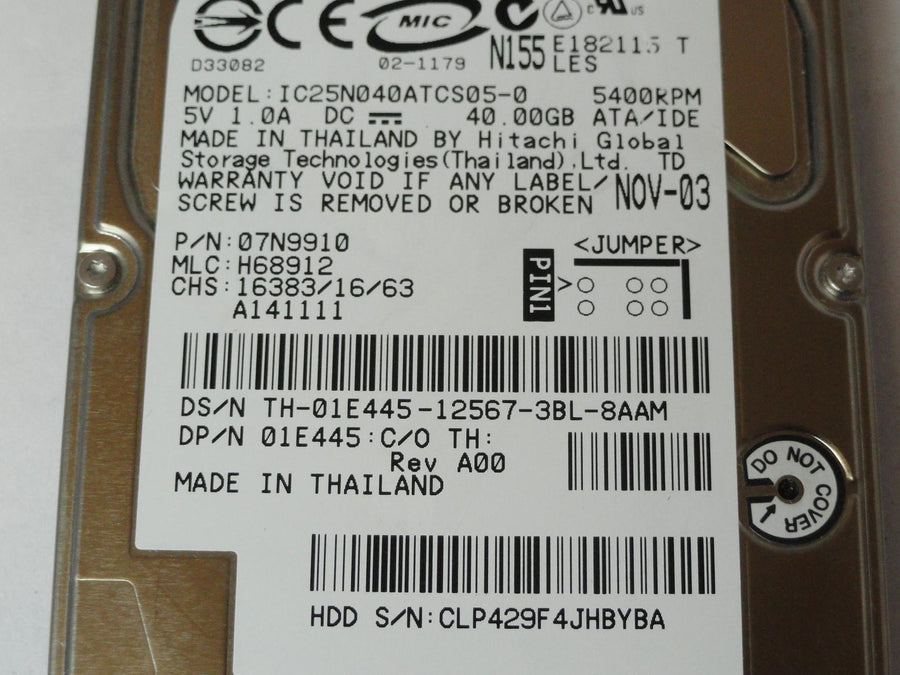 CE MIC c US
D33082 02-1179 N155 E182115 T
LES
MODEL:IC25N040ATCS05-0 5400RPM
5V 1.0A DC 40.00GB ATA/IDE
MADE IN THAILAND BY Hitachi Global
Storage Technologies(Thailand),Ltd. TD
WARRANTY VOID IF ANY LABEL/
SCREW IS REMOVED OR BROKEN NOV-03
P/N:07N9910
MLC:H68912
CHS:16383/16/63
A141111
<JUMPER>
PIN1 >
DS/N TH-01E445-12567-3BL-8AAM
DP/N 01E445:C/O TH:
Rev A00
MADE IN THAILAND
DO NOT COVER
HDD S/N:CLP429F4JHBYBA